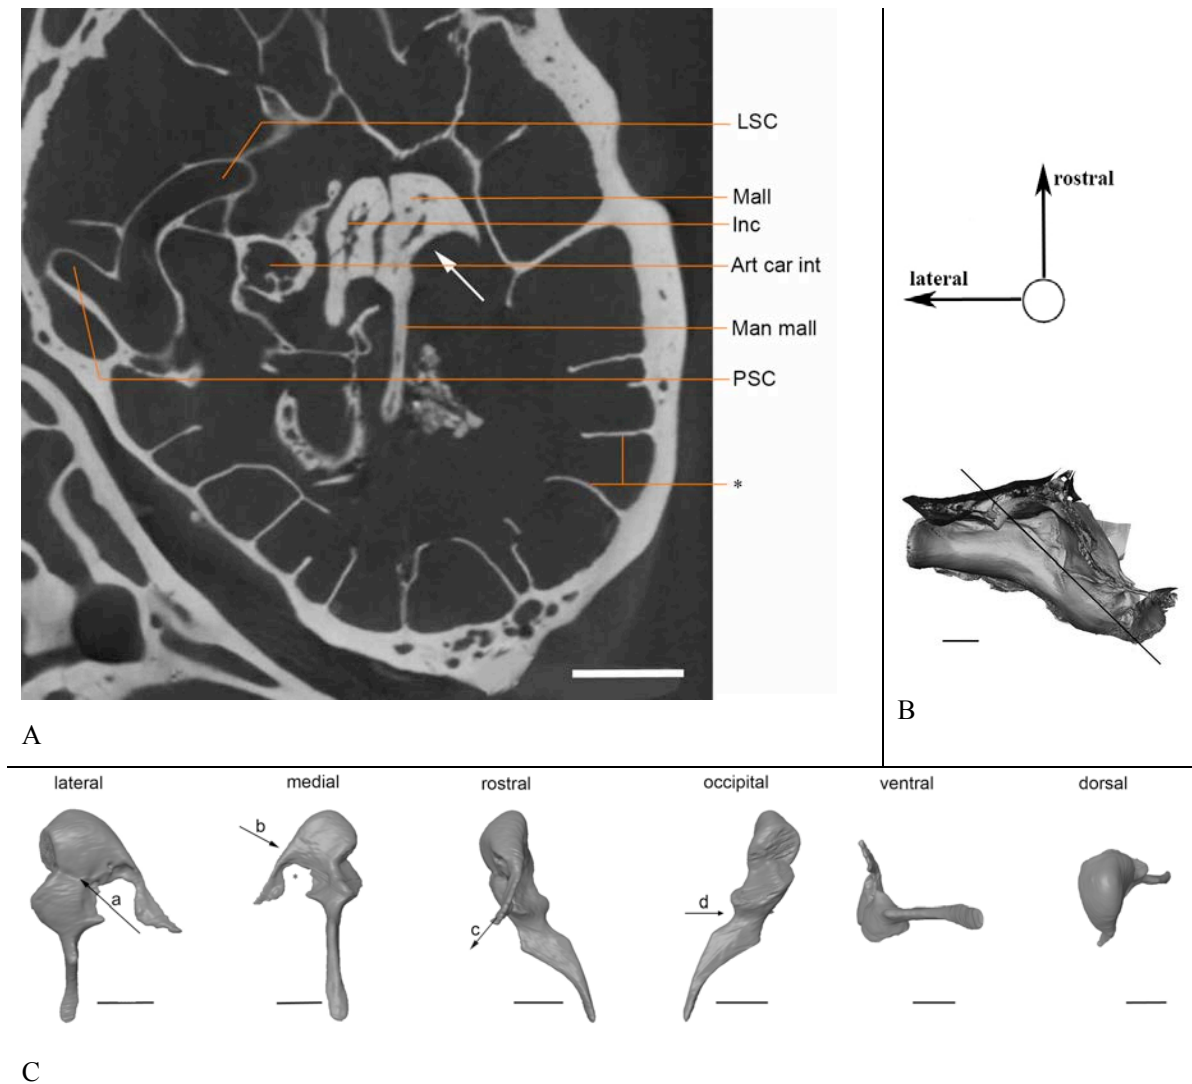 LSC
Mall
Inc
Art car int
Man mall
PSC
*
A
rostral
lateral
B
lateral
medial
rostral
occipital
ventral
dorsal
a
b
*
c
d
C